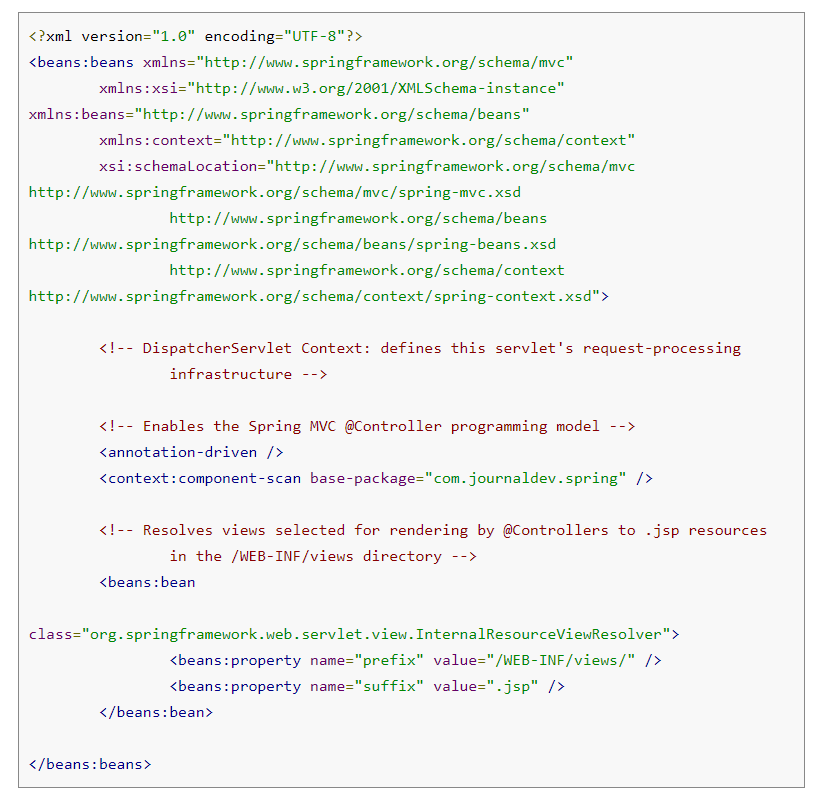 <?xml version="1.0" encoding="UTF-8"?>
<beans:beans xmlns="http://www.springframework.org/schema/mvc"
xmlns:xsi="http://www.w3.org/2001/XMLSchema-instance"
xmlns:beans="http://www.springframework.org/schema/beans"
xmlns:context="http://www.springframework.org/schema/context"
xsi:schemaLocation="http://www.springframework.org/schema/mvc
http://www.springframework.org/schema/mvc/spring-mvc.xsd
http://www.springframework.org/schema/beans
http://www.springframework.org/schema/beans/spring-beans.xsd
http://www.springframework.org/schema/context
http://www.springframework.org/schema/context/spring-context.xsd">
<!-- DispatcherServlet Context: defines this servlet's request-processing
infrastructure -->
<!-- Enables the Spring MVC @Controller programming model -->
<annotation-driven />
<context:component-scan base-package="com.journaldev.spring" />
<!-- Resolves views selected for rendering by @Controllers to .jsp resources
in the /WEB-INF/views directory -->
<beans:bean
class="org.springframework.web.servlet.view.InternalResourceViewResolver">
<beans:property name="prefix" value="/WEB-INF/views/" />
<beans:property name="suffix" value=".jsp" />
</beans:bean>
</beans:beans>